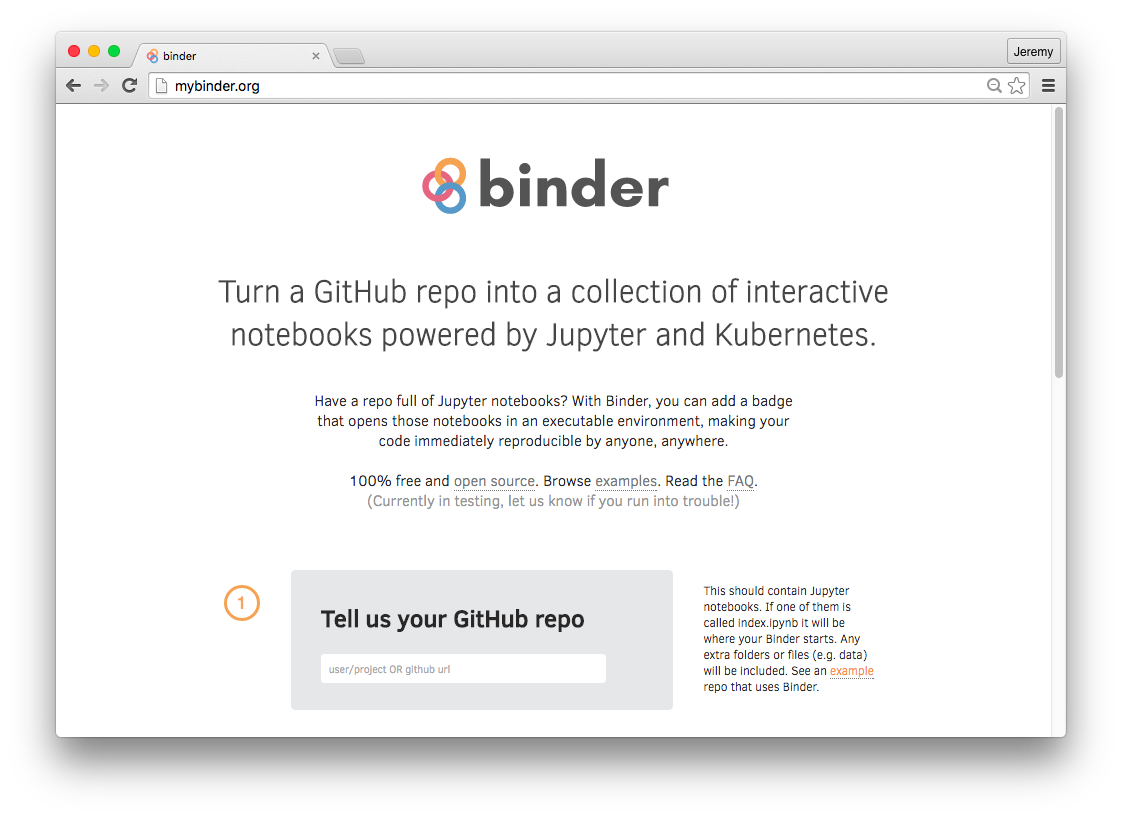 binder
Jeremy
mybinder.org
binder
Turn a GitHub repo into a collection of interactive
notebooks powered by Jupyter and Kubernetes.
Have a repo full of Jupyter notebooks? With Binder, you can add a badge
that opens those notebooks in an executable environment, making your
code immediately reproducible by anyone, anywhere.
100% free and open source. Browse examples. Read the FAQ.
(Currently in testing, let us know if you run into trouble!)
1
Tell us your GitHub repo
user/project OR github url
This should contain Jupyter
notebooks. If one of them is
called index.ipynb it will be
where your Binder starts. Any
extra folders or files (e.g. data)
will be included. See an example
repo that uses Binder.